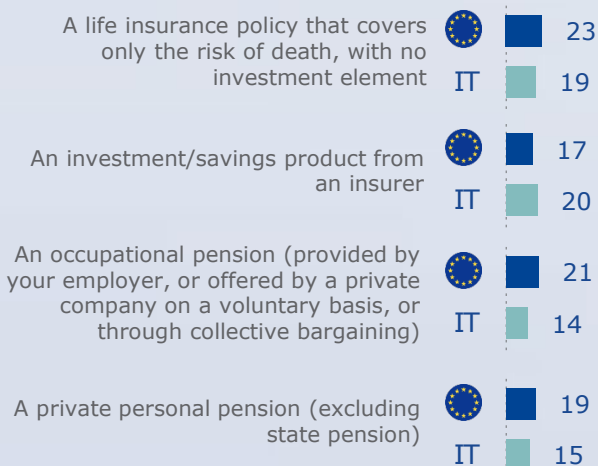 A life insurance policy that covers
only the risk of death, with no
investment element
23
IT 19
An investment/savings product from
an insurer
17
IT 20
An occupational pension (provided by
your employer, or offered by a private
company on a voluntary basis, or
through collective bargaining)
21
IT 14
A private personal pension (excluding
state pension)
19
IT 15